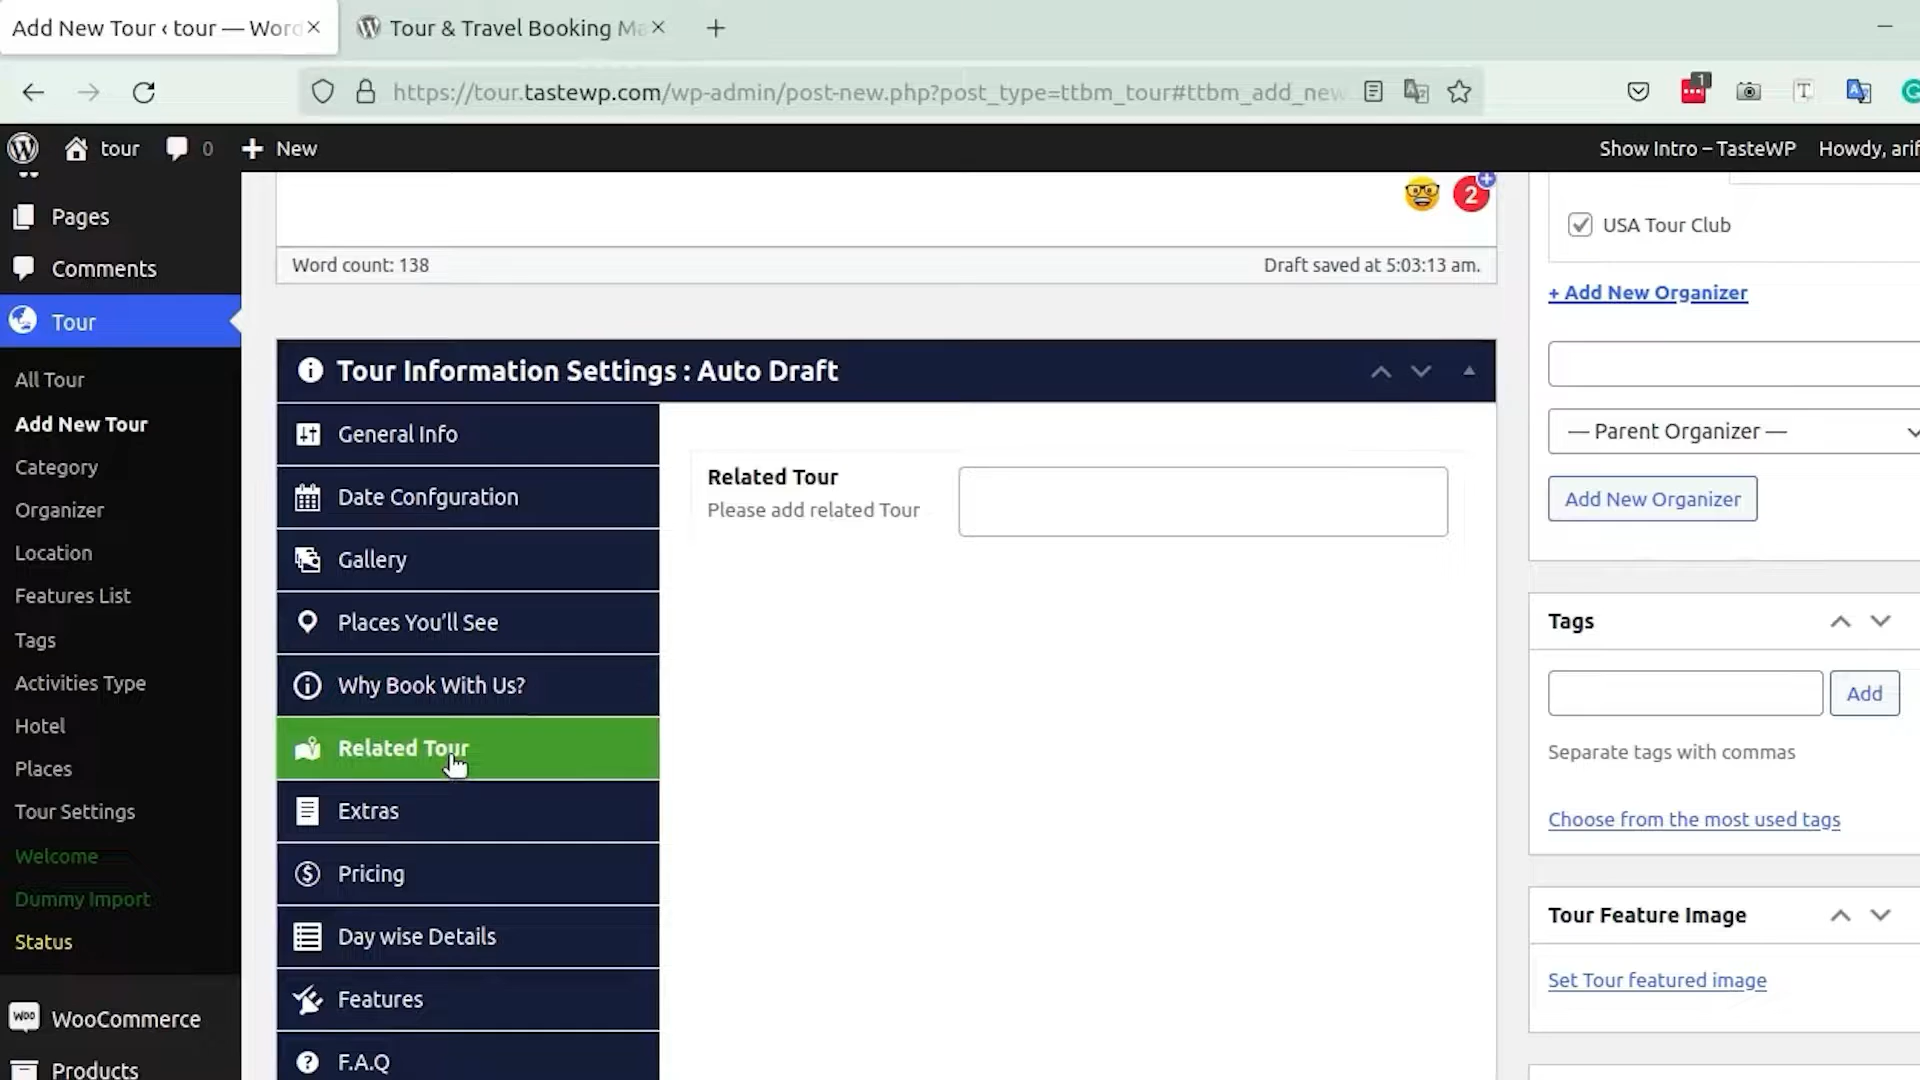 Add New Tour ‹ tour — Word
Tour & Travel Booking Ma
https://tour.tastewp.com/wp-admin/post-new.php?post_type=ttbm_tour#ttbm_add_new
1
T
tour
0
New
Show Intro – TasteWP
Howdy, arif
Pages
Comments
Tour
All Tour
Add New Tour
Category
Organizer
Location
Features List
Tags
Activities Type
Hotel
Places
Tour Settings
Welcome
Dummy Import
Status
WOO
WooCommerce
Products
2
Word count: 138
Draft saved at 5:03:13 am.
Tour Information Settings : Auto Draft
General Info
Date Confguration
Gallery
Places You'll See
Why Book With Us?
Related Tour
Extras
Pricing
Day wise Details
Features
F.A.Q
Related Tour
Please add related Tour
USA Tour Club
+ Add New Organizer
— Parent Organizer —
Add New Organizer
Tags
Add
Separate tags with commas
Choose from the most used tags
Tour Feature Image
Set Tour featured image